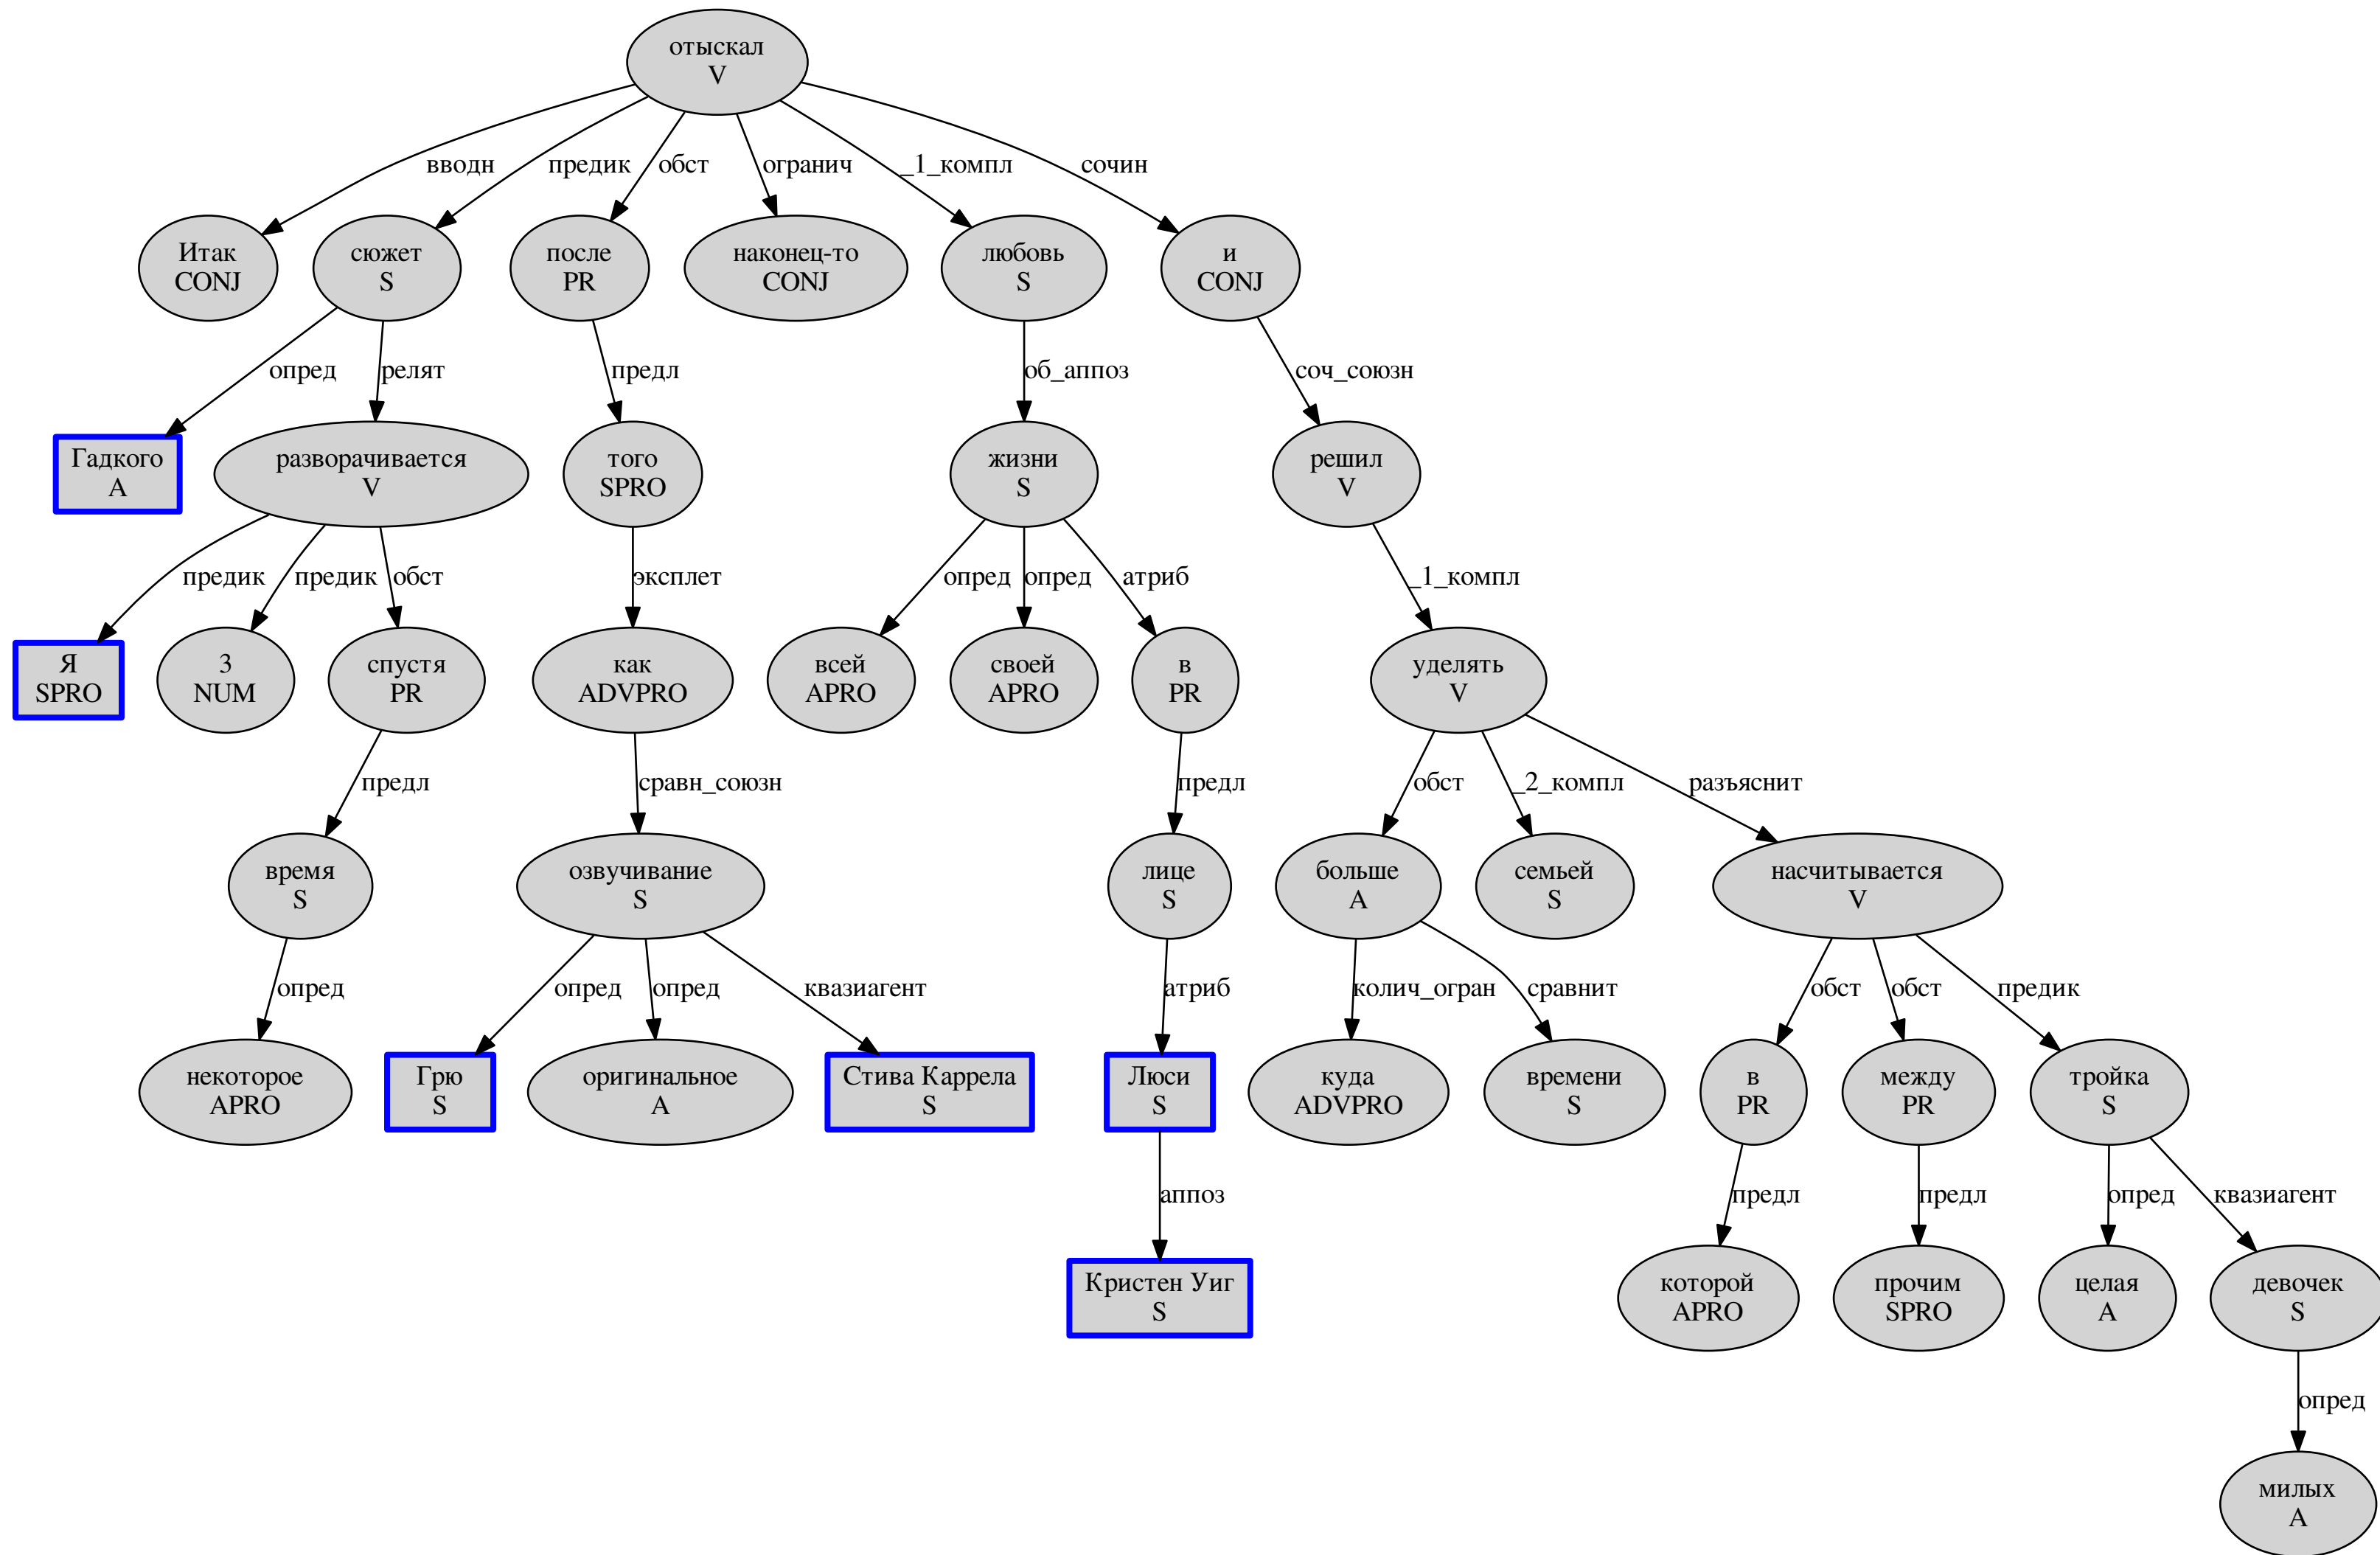 отыскал
V
вводн
предик
обст
огранич
_1_компл
сочин
Итак
CONJ
сюжет
S
после
PR
наконец-то
CONJ
любовь
S
и
CONJ
опред
релят
предл
об_аппоз
соч_союзн
Гадкого
A
разворачивается
V
того
SPRO
жизни
S
решил
V
предик
предик
обст
эксплет
опред
опред
атриб
_1_компл
Я
SPRO
3
NUM
спустя
PR
как
ADVPRO
всей
APRO
своей
APRO
в
PR
уделять
V
предл
сравн_союзн
предл
обст
_2_компл
разъяснит
время
S
озвучивание
S
лице
S
больше
A
семьей
S
насчитывается
V
опред
опред
опред
квазиагент
атриб
колич_огран
сравнит
обст
обст
предик
некоторое
APRO
Грю
S
оригинальное
A
Стива Каррела
S
Люси
S
куда
ADVPRO
времени
S
в
PR
между
PR
тройка
S
аппоз
предл
предл
опред
квазиагент
Кристен Уиг
S
которой
APRO
прочим
SPRO
целая
A
девочек
S
опред
милых
A